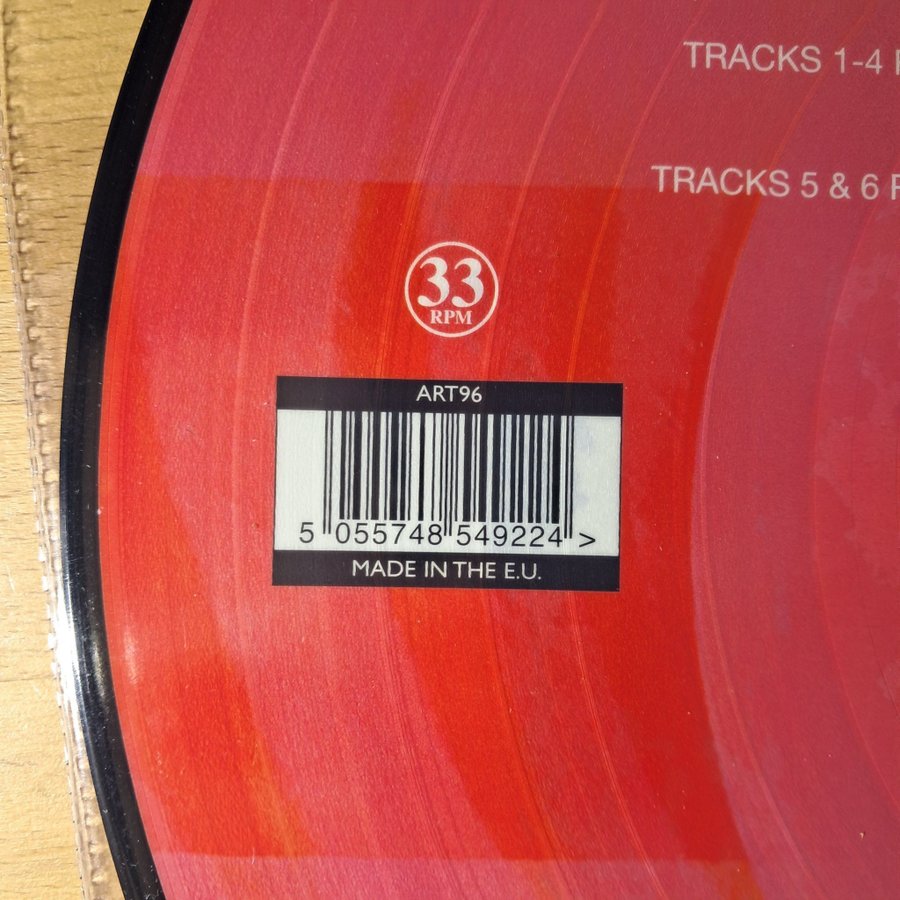 TRACKS 1-4
TRACKS 5 & 6
33
RPM
ART96
5 055748 549224 >
MADE IN THE E.U.